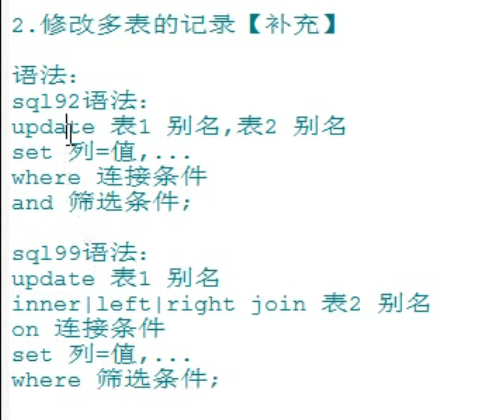 2.修改多表的记录【补充】
语法：
sql92语法：
update 表1 别名,表2 别名
set 列=值,...
where 连接条件
and 筛选条件;
sql99语法：
update 表1 别名
inner|left|right join 表2 别名
on 连接条件
set 列=值,...
where 筛选条件;